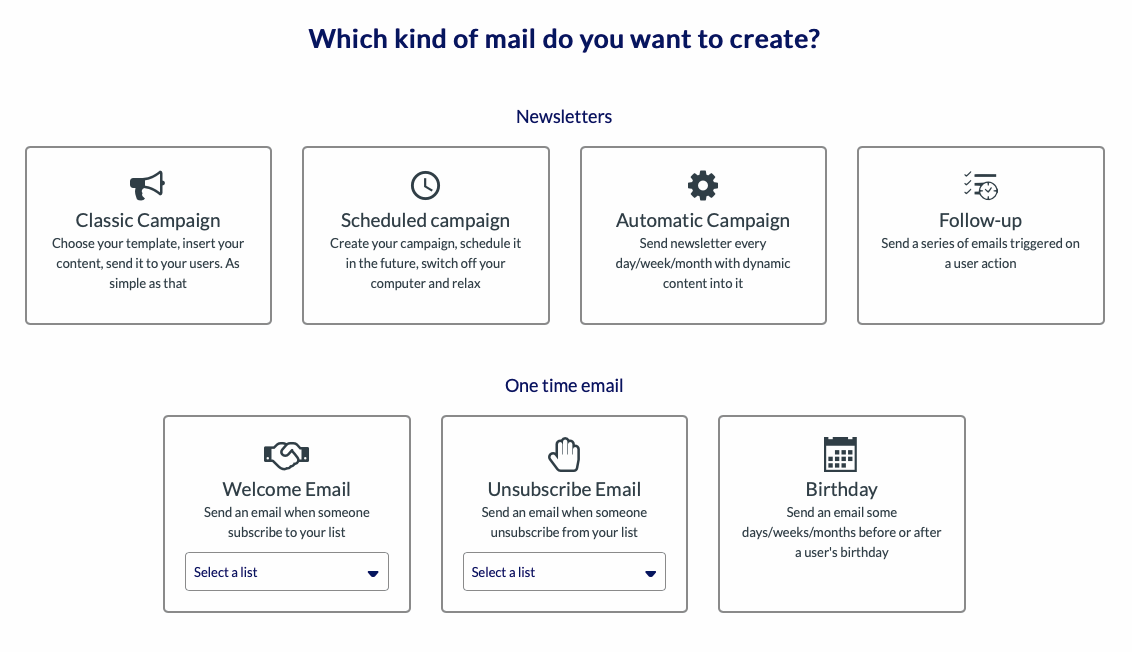 Which kind of mail do you want to create?
Newsletters
Classic Campaign
Choose your template, insert your
content, send it to your users. As
simple as that
Scheduled campaign
Create your campaign, schedule it
in the future, switch off your
computer and relax
Automatic Campaign
Send newsletter every
day/week/month with dynamic
content into it
Follow-up
Send a series of emails triggered on
a user action
One time email
Welcome Email
Send an email when someone
subscribe to your list
Select a list
Unsubscribe Email
Send an email when someone
unsubscribe from your list
Select a list
Birthday
Send an email some
days/weeks/months before or after
a user's birthday